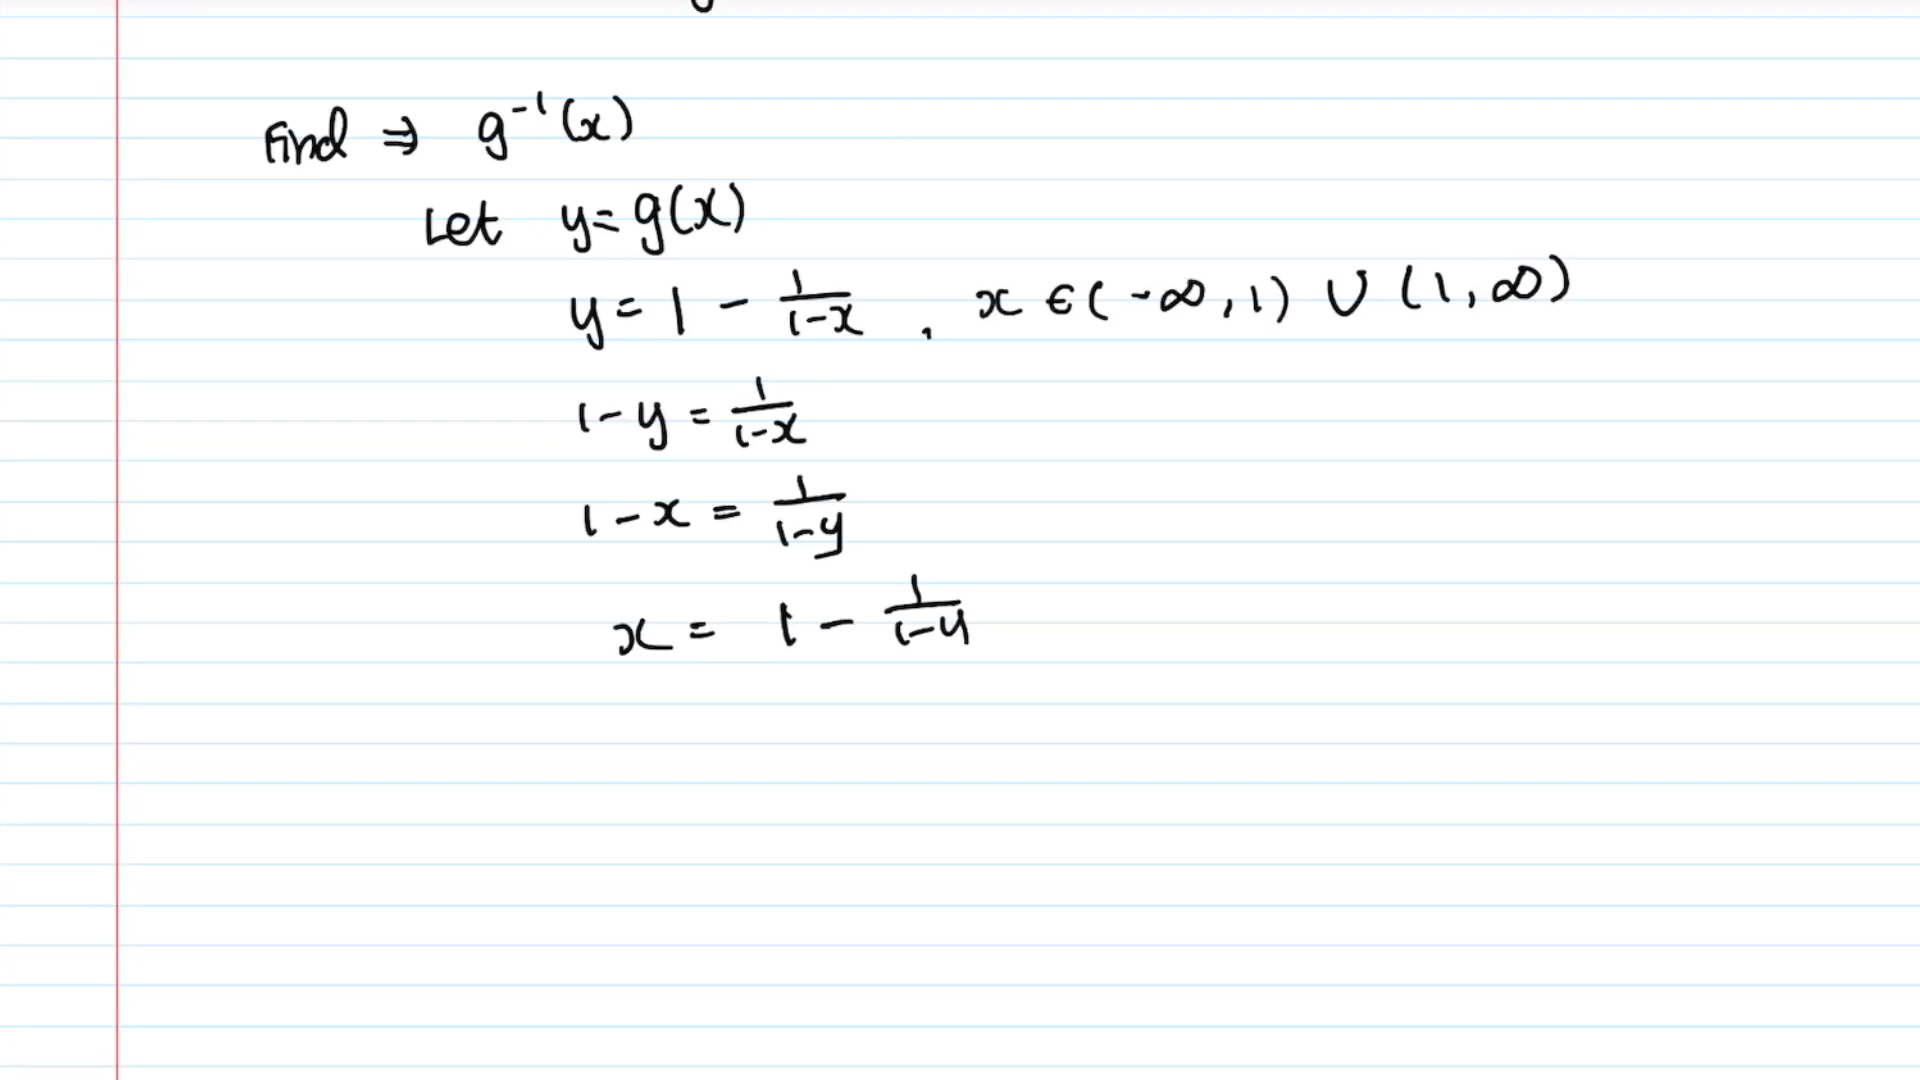 Find ⇒ g⁻¹(x)
Let y = g(x)
y = 1 - 1/(1-x) , x ∈ (-∞, 1) ∪ (1, ∞)
1 - y = 1/(1-x)
1 - x = 1/(1-y)
x = 1 - 1/(1-y)